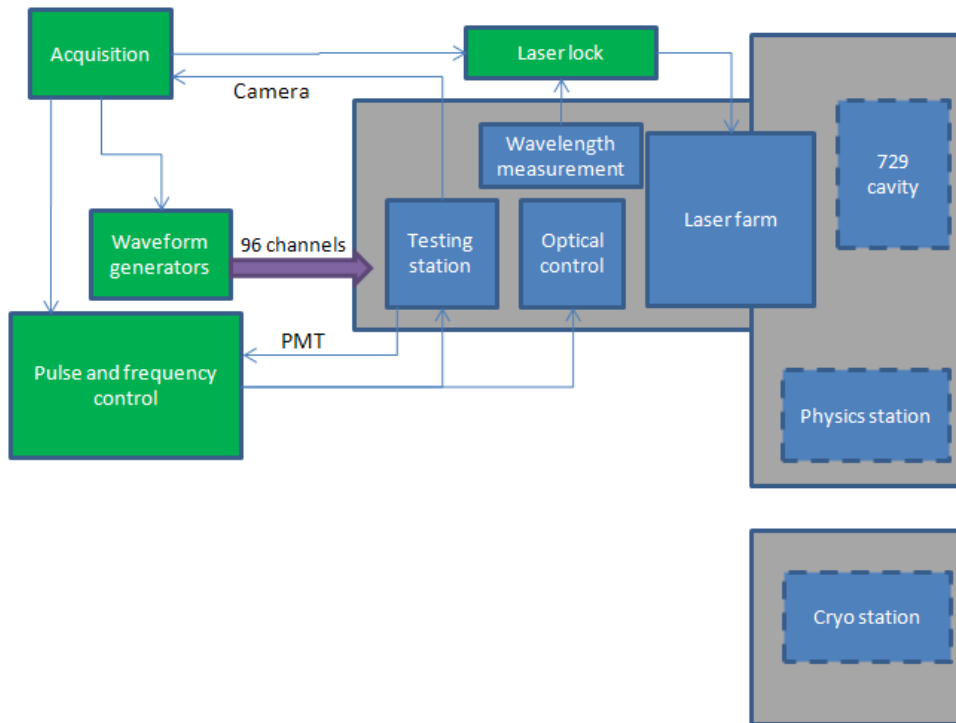 Acquisition
Laser lock
Camera
Wavelength
measurement
729
cavity
Laser farm
Waveform
generators
96 channels
Testing
station
Optical
control
PMT
Pulse and frequency
control
Physics station
Cryo station